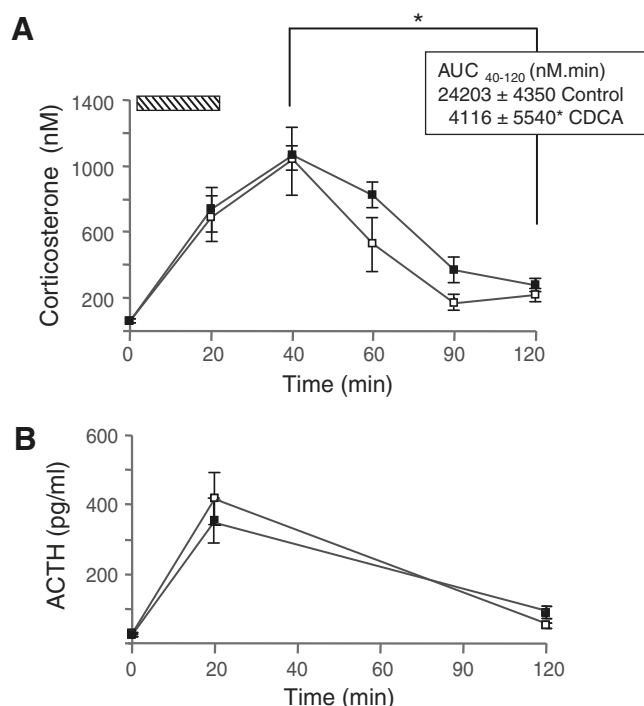 A
*
AUC 40-120 (nM.min)
24203 ± 4350 Control
4116 ± 5540* CDCA
1400
1000
600
200
Corticosterone (nM)
0 20 40 60 90 120
Time (min)
B
600
400
200
ACTH (pg/ml)
0 20 40 60 90 120
Time (min)